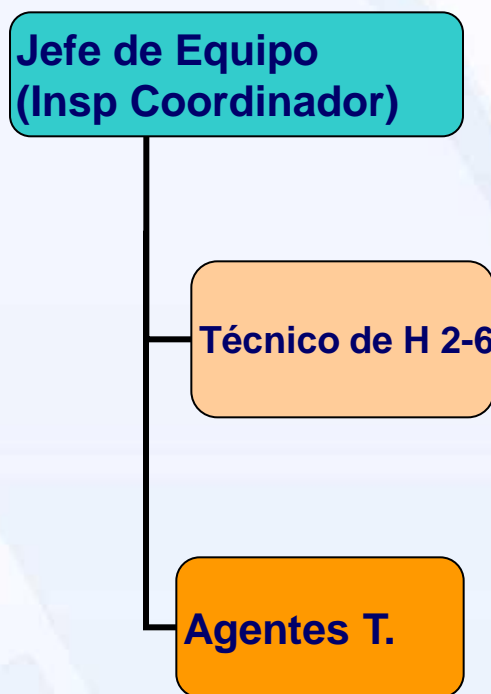 Jefe de Equipo
(Insp Coordinador)
Técnico de H 2-6
Agentes T.